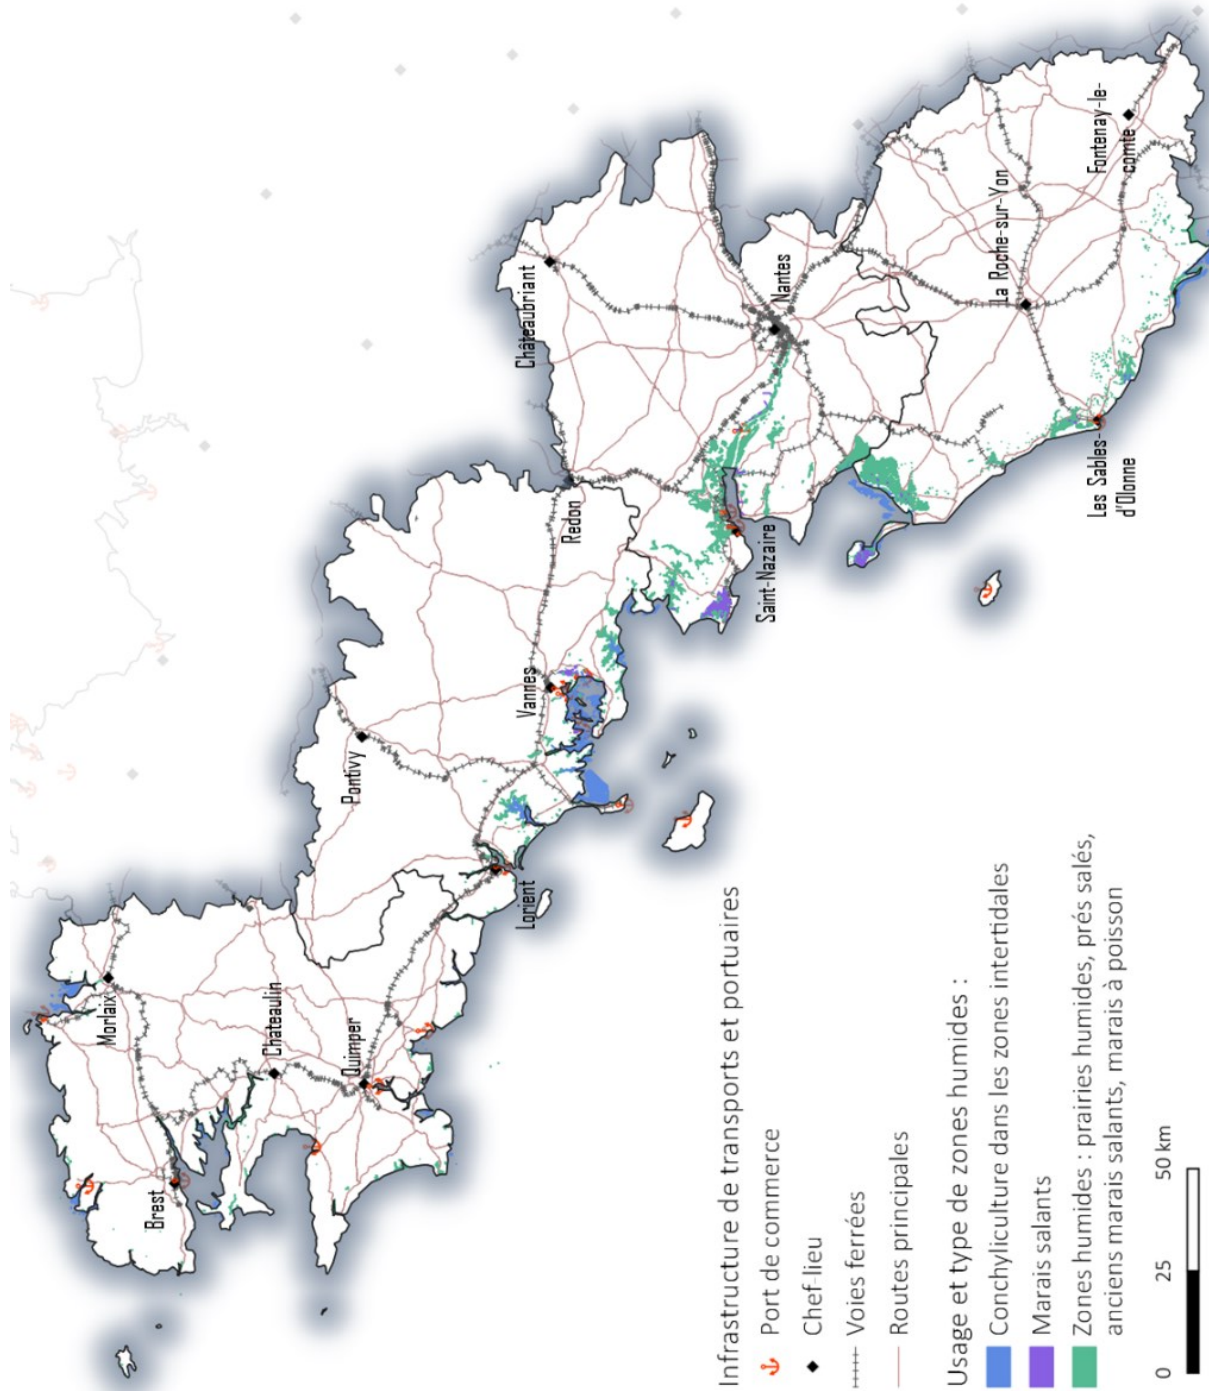 Morlaix
Brest
Chateaulin
Quimper
Pontivy
Lorient
Vannes
Redon
Châteaubriant
Saint-Nazaire
Nantes
La Roche-sur-Yon
Les Sables-
d'Olonne
Fontenay-le-
comte
Infrastructure de transports et portuaires
Port de commerce
Chef-lieu
Voies ferrées
Routes principales
Usage et type de zones humides :
Conchyliculture dans les zones intertidales
Marais salants
Zones humides : prairies humides, prés salés,
anciens marais salants, marais à poisson
0 25 50 km